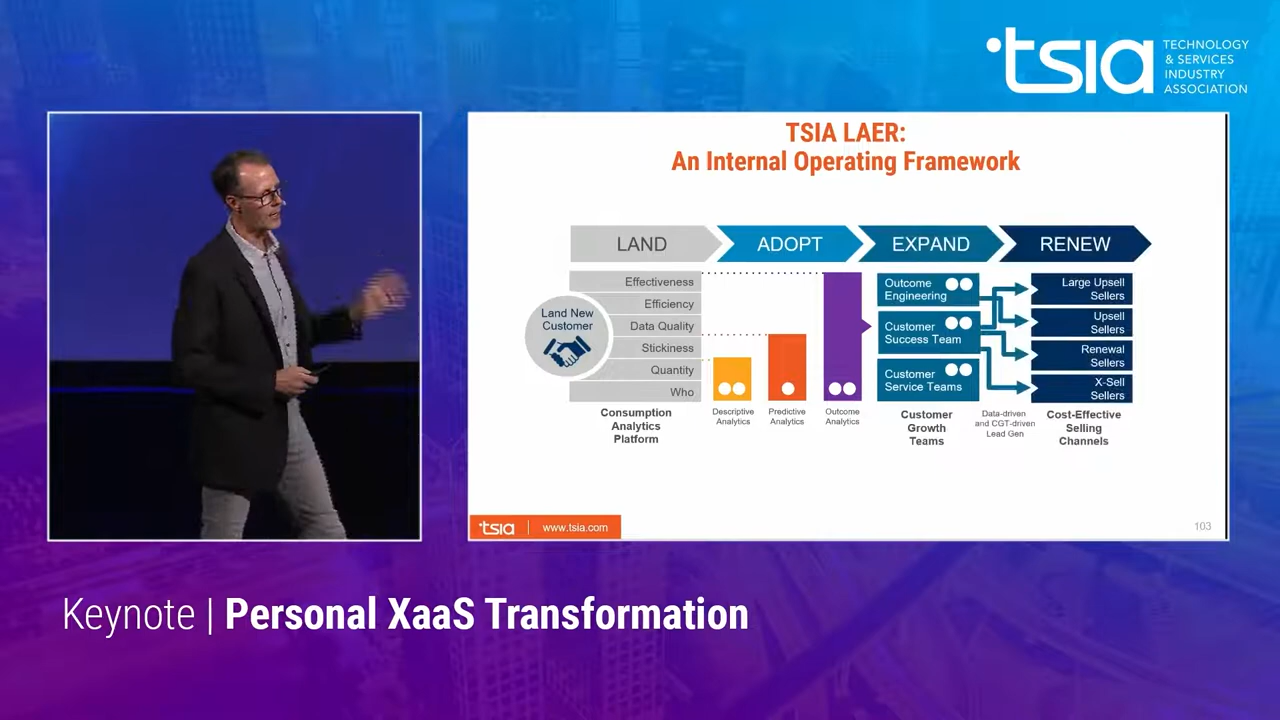 tsia
TECHNOLOGY
& SERVICES
INDUSTRY
ASSOCIATION
TSIA LAER:
An Internal Operating Framework
LAND
ADOPT
EXPAND
RENEW
Land New
Customer
Effectiveness
Efficiency
Data Quality
Stickiness
Quantity
Who
Consumption
Analytics
Platform
Descriptive
Analytics
Predictive
Analytics
Outcome
Analytics
Outcome
Engineering
Customer
Success Team
Customer
Service Teams
Customer
Growth
Teams
Data-driven
and CGT-driven
Lead Gen
Large Upsell
Sellers
Upsell
Sellers
Renewal
Sellers
X-Sell
Sellers
Cost-Effective
Selling
Channels
tsia
www.tsia.com
103
Keynote | Personal XaaS Transformation